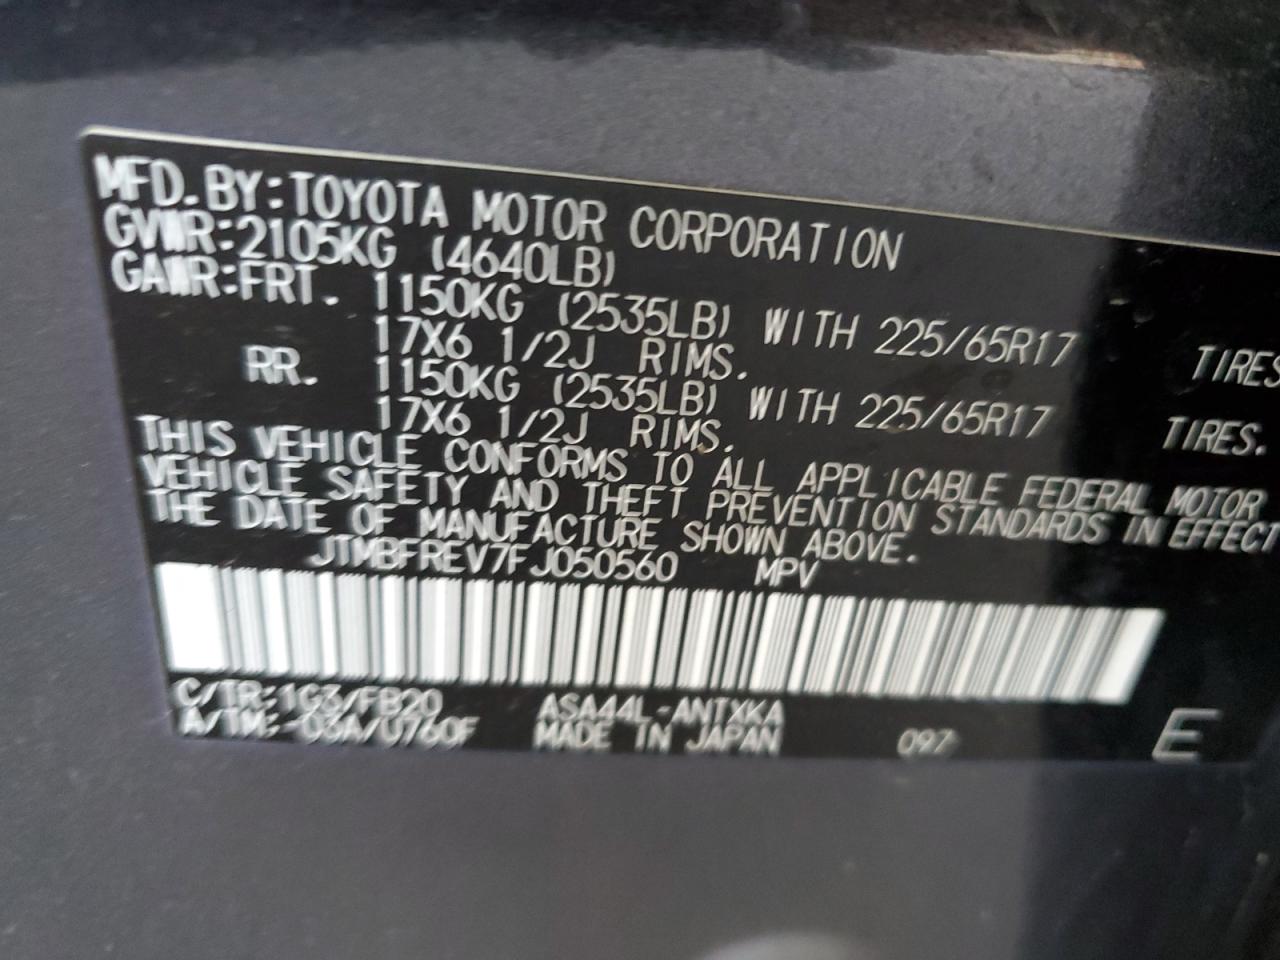 MFD. BY: TOYOTA MOTOR CORPORATION
GVWR: 2105KG (4640LB)
GAWR: FRT. 1150KG (2535LB) WITH 225/65R17 TIRES
17X6 1/2J RIMS.
RR. 1150KG (2535LB) WITH 225/65R17 TIRES.
17X6 1/2J RIMS.
THIS VEHICLE CONFORMS TO ALL APPLICABLE FEDERAL MOTOR
VEHICLE SAFETY AND THEFT PREVENTION STANDARDS IN EFFECT
THE DATE OF MANUFACTURE SHOWN ABOVE.
JTMBFREV7FJ050560 MPV
C/TR: 1G3/FB20 ASA44L-ANTXKA
A/TM: -03A/U760F MADE IN JAPAN 097 E